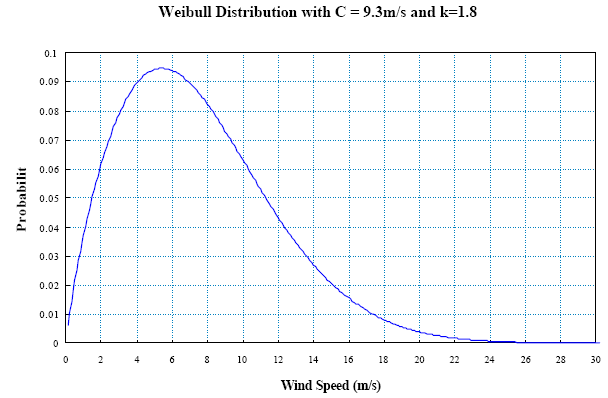 Weibull Distribution with C = 9.3m/s and k=1.8
0.1
0.09
0.08
0.07
0.06
0.05
0.04
0.03
0.02
0.01
0
Probabilit
0 2 4 6 8 10 12 14 16 18 20 22 24 26 28 30
Wind Speed (m/s)